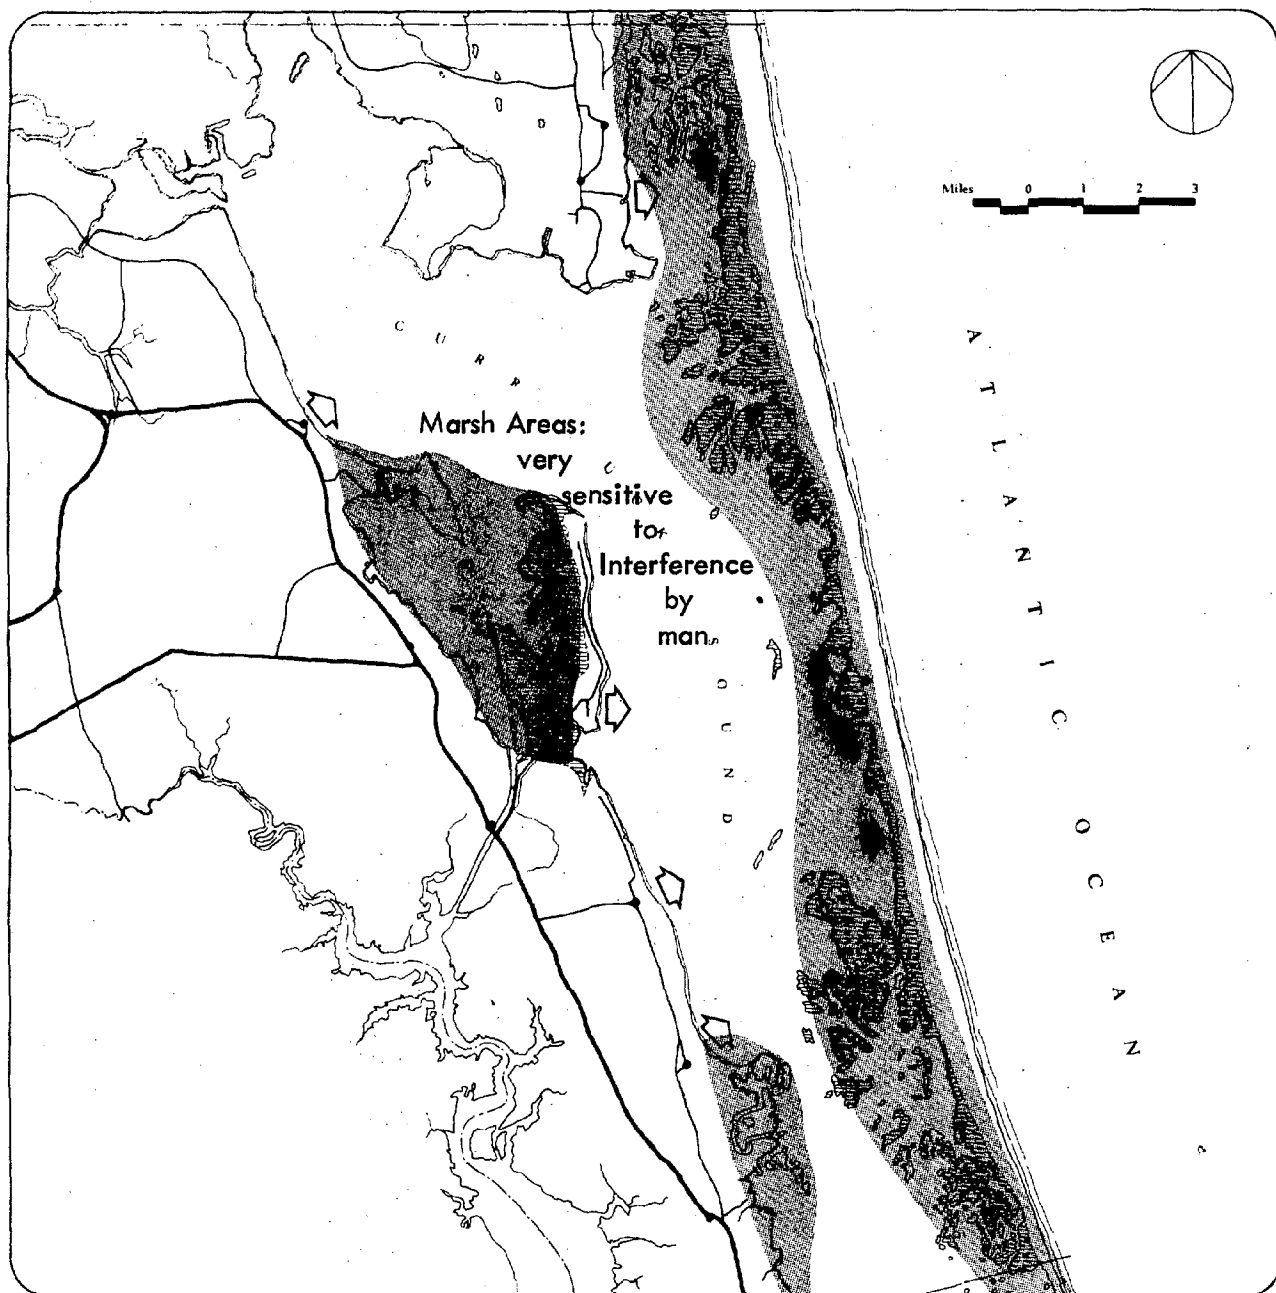 Miles 0 1 2 3
C U R R
Marsh Areas:
very
C
sensitive
to
Interference
by
man
O U N D
A T L A N T I C O C E A N